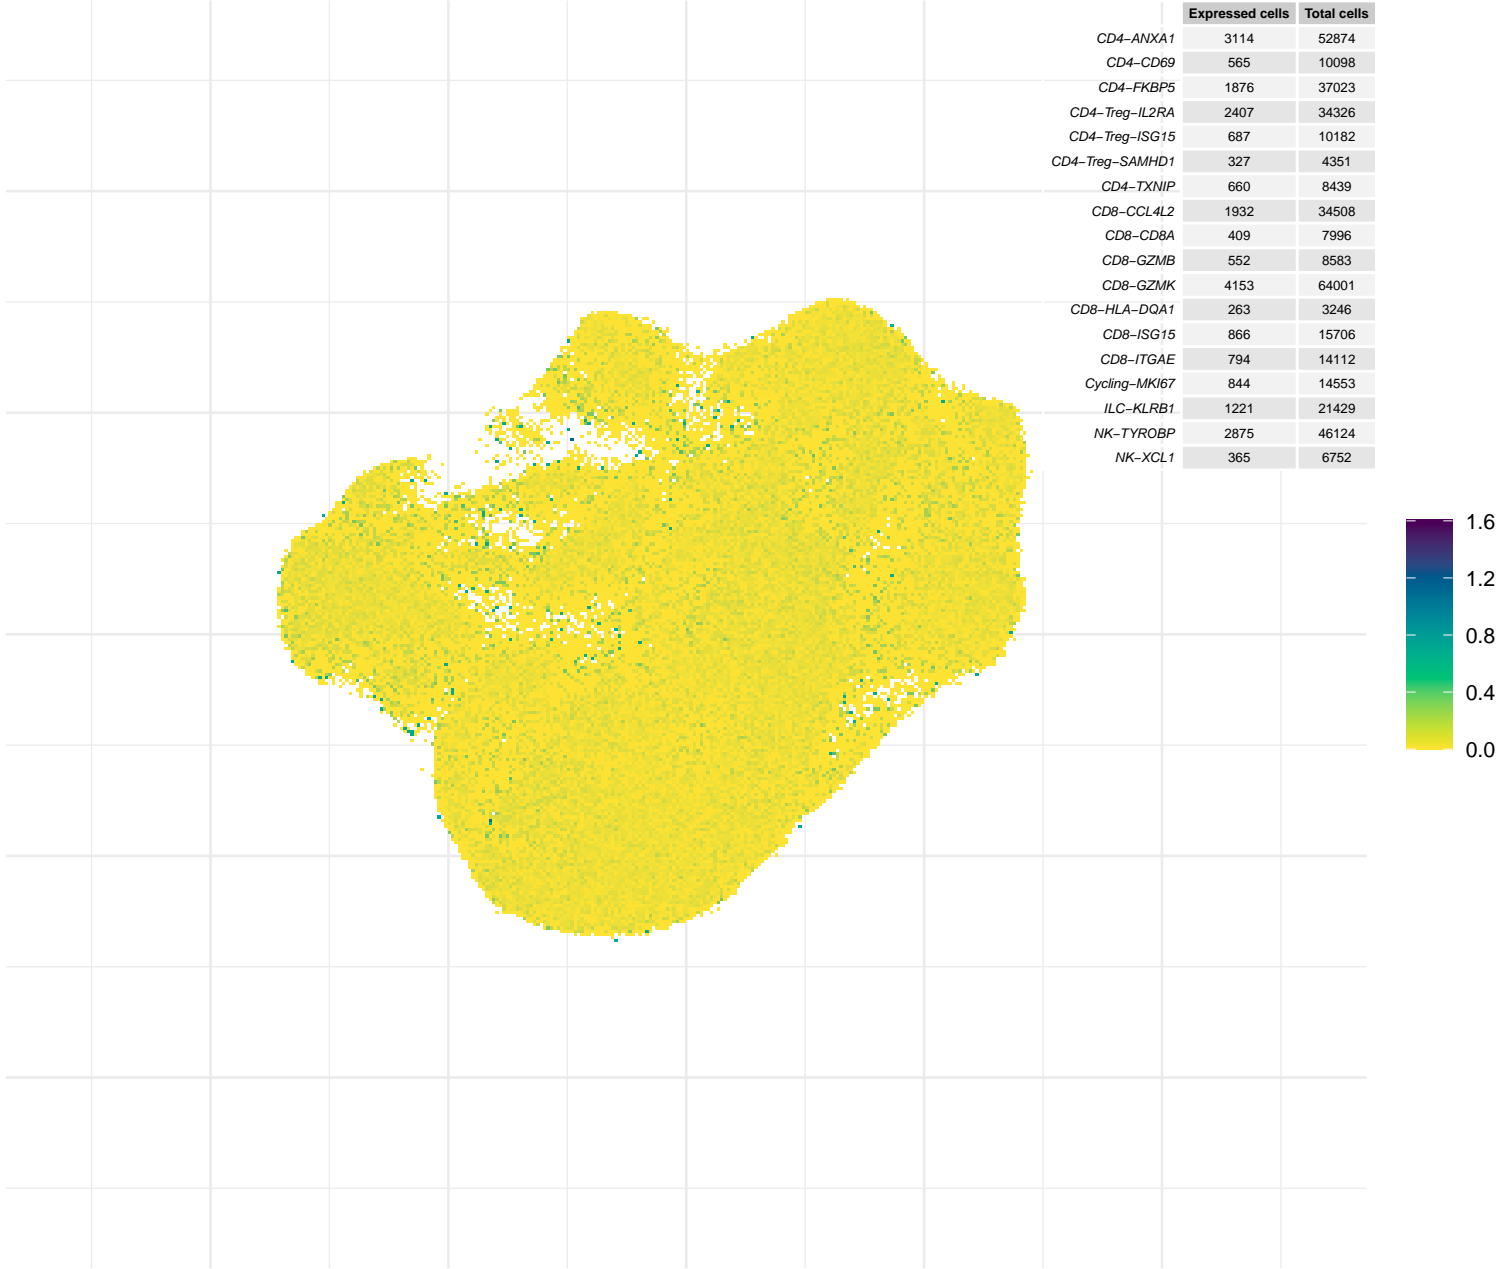 Expressed cells Total cells
CD4−ANXA1 3114 52874
CD4−CD69 565 10098
CD4−FKBP5 1876 37023
CD4−Treg−IL2RA 2407 34326
CD4−Treg−ISG15 687 10182
CD4−Treg−SAMHD1 327 4351
CD4−TXNIP 660 8439
CD8−CCL4L2 1932 34508
CD8−CD8A 409 7996
CD8−GZMB 552 8583
CD8−GZMK 4153 64001
CD8−HLA−DQA1 263 3246
CD8−ISG15 866 15706
CD8−ITGAE 794 14112
Cycling−MKI67 844 14553
ILC−KLRB1 1221 21429
NK−TYROBP 2875 46124
NK−XCL1 365 6752
1.6
1.2
0.8
0.4
0.0